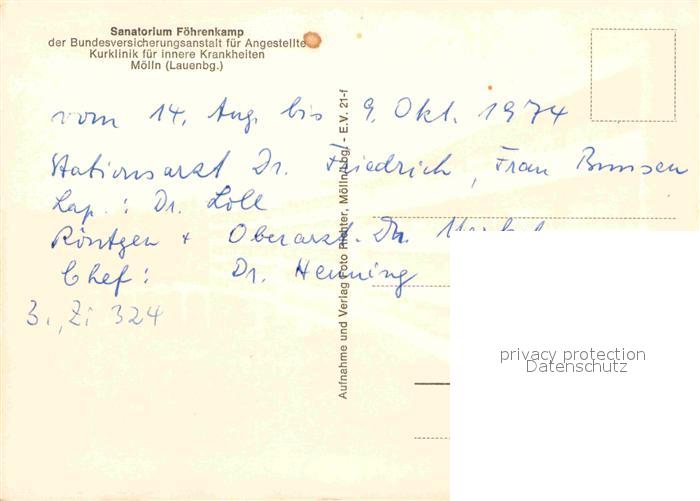 Sanatorium Föhrenkamp
der Bundesversicherungsanstalt für Angestellte
Kurklinik für innere Krankheiten
Mölln (Lauenbg.)
vom 14. Aug. bis 9. Okt. 1974
Stationsarzt Dr. Friedrich, Frau Bunsen
Lap.: Dr. Loll
Röntgen + Oberarzt. Dr.
Chef: Dr. Henning
3., Zi 324
Aufnahme und Verlag Foto Richter, Mölln/Lbg. - E.V. 21-f
privacy protection
Datenschutz